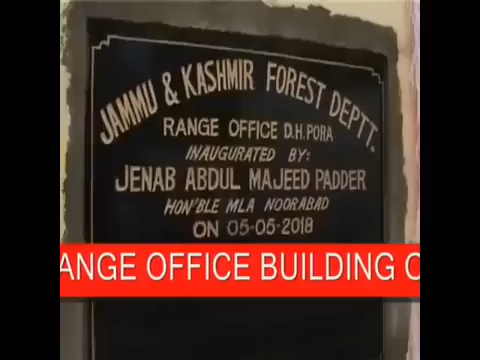 JAMMU & KASHMIR FOREST DEPTT.
RANGE OFFICE D.H.PORA
INAUGURATED BY:
JENAB ABDUL MAJEED PADDER
HON'BLE MLA NOORABAD
ON 05-05-2018
ANGE OFFICE BUILDING